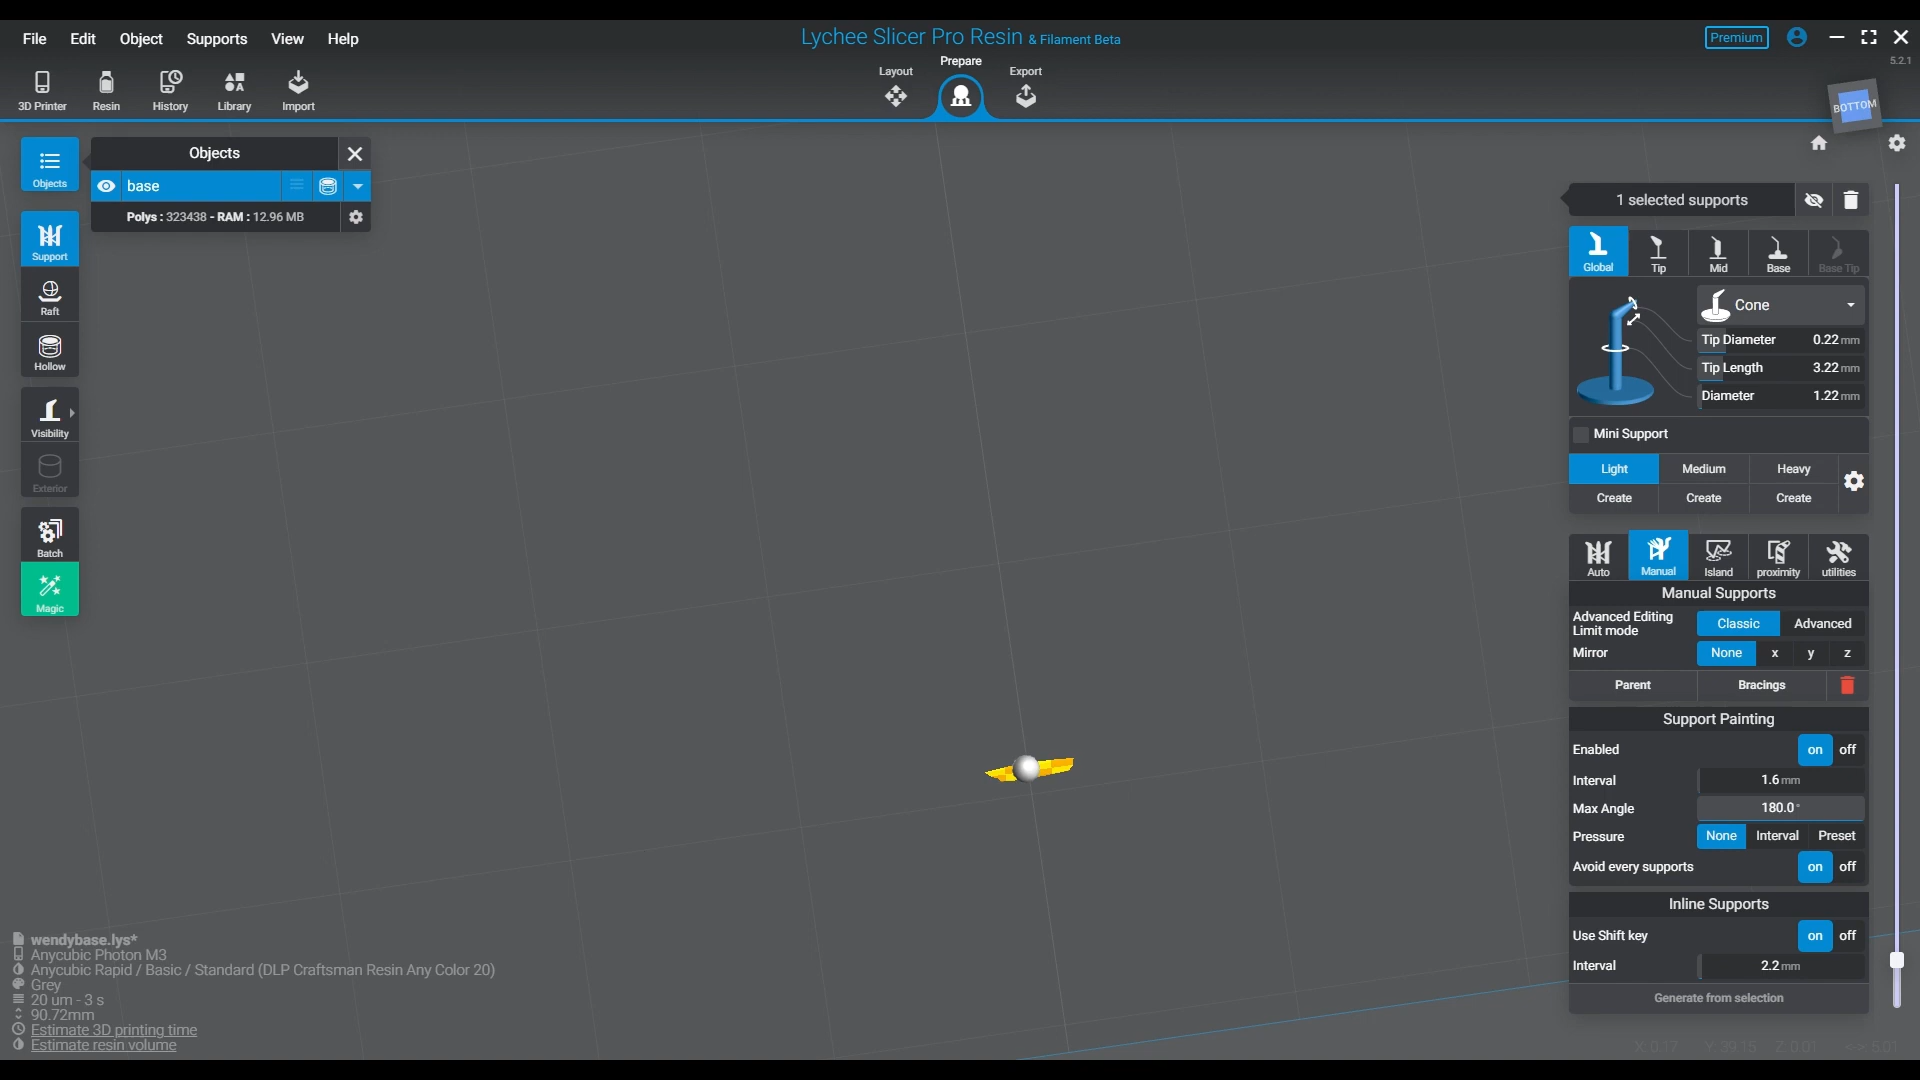 File Edit Object Supports View Help
Lychee Slicer Pro Resin & Filament Beta
Premium
5.2.1
3D Printer Resin History Library Import
Layout Prepare Export
BOTTOM
Objects
Objects
base
Polys : 323438 - RAM : 12.96 MB
Support
Raft
Hollow
Visibility
Exterior
Batch
Magic
1 selected supports
Global Tip Mid Base Base Tip
Cone
Tip Diameter 0.22 mm
Tip Length 3.22 mm
Diameter 1.22 mm
Mini Support
Light Medium Heavy
Create Create Create
Auto Manual Island proximity utilities
Manual Supports
Advanced Editing
Limit mode Classic Advanced
Mirror None x y z
Parent Bracings
Support Painting
Enabled on off
Interval 1.6 mm
Max Angle 180.0 °
Pressure None Interval Preset
Avoid every supports on off
Inline Supports
Use Shift key on off
Interval 2.2 mm
Generate from selection
wendybase.lys*
Anycubic Photon M3
Anycubic Rapid / Basic / Standard (DLP Craftsman Resin Any Color 20)
Grey
20 um - 3 s
90.72mm
Estimate 3D printing time
Estimate resin volume